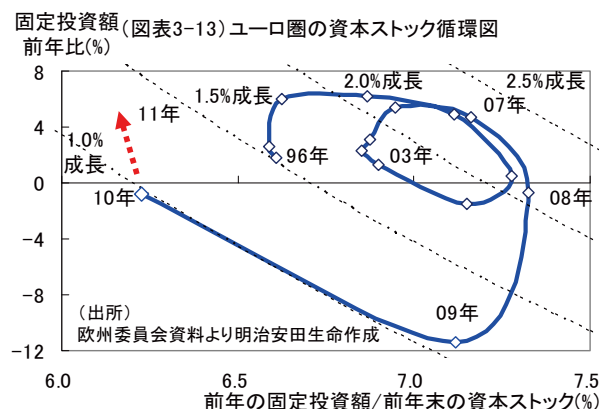 固定投資額
前年比(%)
(図表3-13)ユーロ圏の資本ストック循環図
8
4
0
-4
-8
-12
1.0%
成長
11年
1.5%成長
2.0%成長
2.5%成長
07年
96年
03年
10年
08年
09年
(出所)
欧州委員会資料より明治安田生命作成
6.0
6.5
7.0
7.5
前年の固定投資額/前年末の資本ストック(%)